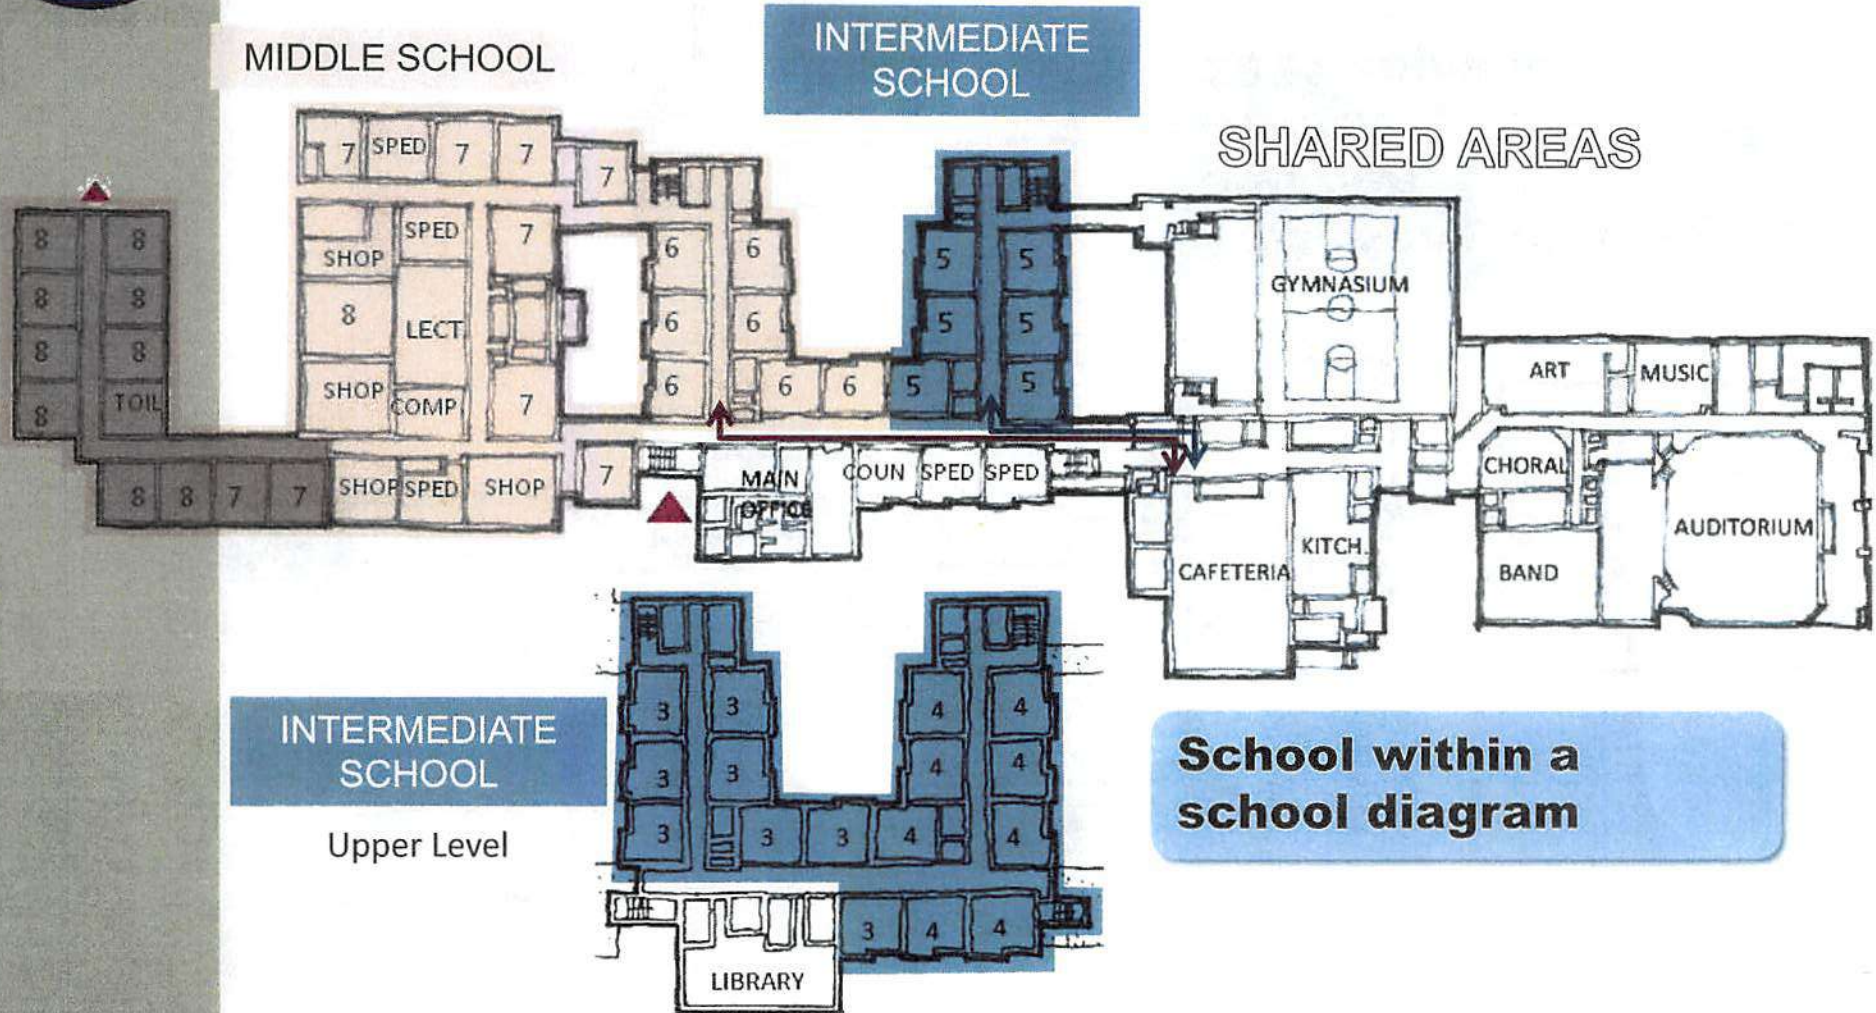 MIDDLE SCHOOL
INTERMEDIATE
SCHOOL
SHARED AREAS
7 SPED 7 7
7
8 8
8 8
8 8
8 TOIL
SHOP SPED 7
8 LECT.
SHOP COMP 7
6 6
6 6
6 6 6
5 5
5 5
5 5
GYMNASIUM
ART MUSIC
8 8 7 7 SHOP SPED SHOP 7
MAIN
OFFICE
COUN SPED SPED
CAFETERIA
KITCH.
CHORAL
BAND
AUDITORIUM
INTERMEDIATE
SCHOOL
Upper Level
3 3 4 4
3 3 4 4
3 3 3 4 4
3 4 4
LIBRARY
School within a
school diagram